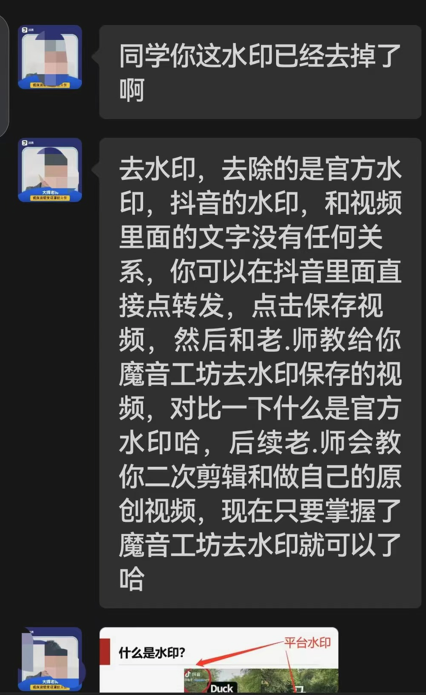 同学你这水印已经去掉了
啊
去水印，去除的是官方水
印，抖音的水印，和视频
里面的文字没有任何关
系，你可以在抖音里面直
接点转发，点击保存视
频，然后和老.师教给你
魔音工坊去水印保存的视
频，对比一下什么是官方
水印哈，后续老.师会教
你二次剪辑和做自己的原
创视频，现在只要掌握了
魔音工坊去水印就可以了
哈
什么是水印？
平台水印
抖音
Duck